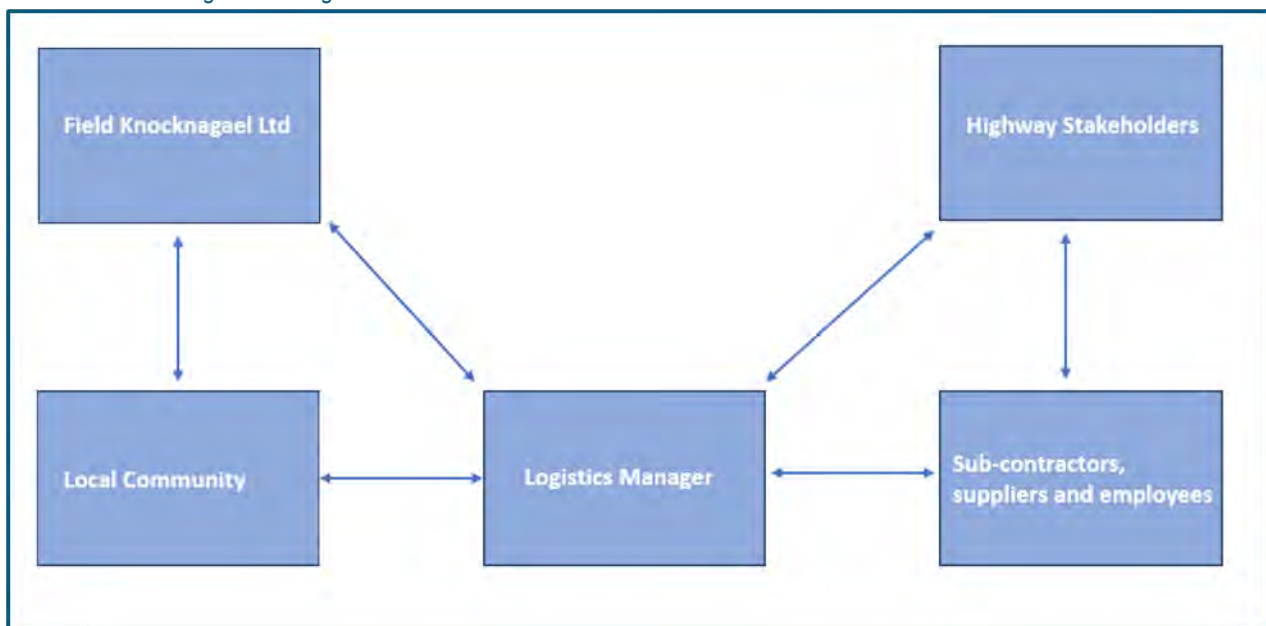 Field Knocknagael Ltd
Highway Stakeholders
Local Community
Logistics Manager
Sub-contractors,
suppliers and employees